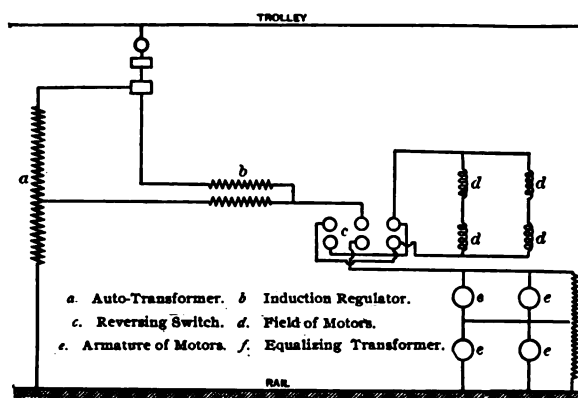 TROLLEY
a
b
d
d
c
d
d
a. Auto-Transformer. b Induction Regulator.
c. Reversing Switch. d. Field of Motors.
e. Armature of Motors. f. Equalizing Transformer.
e
e
e
e
RAIL